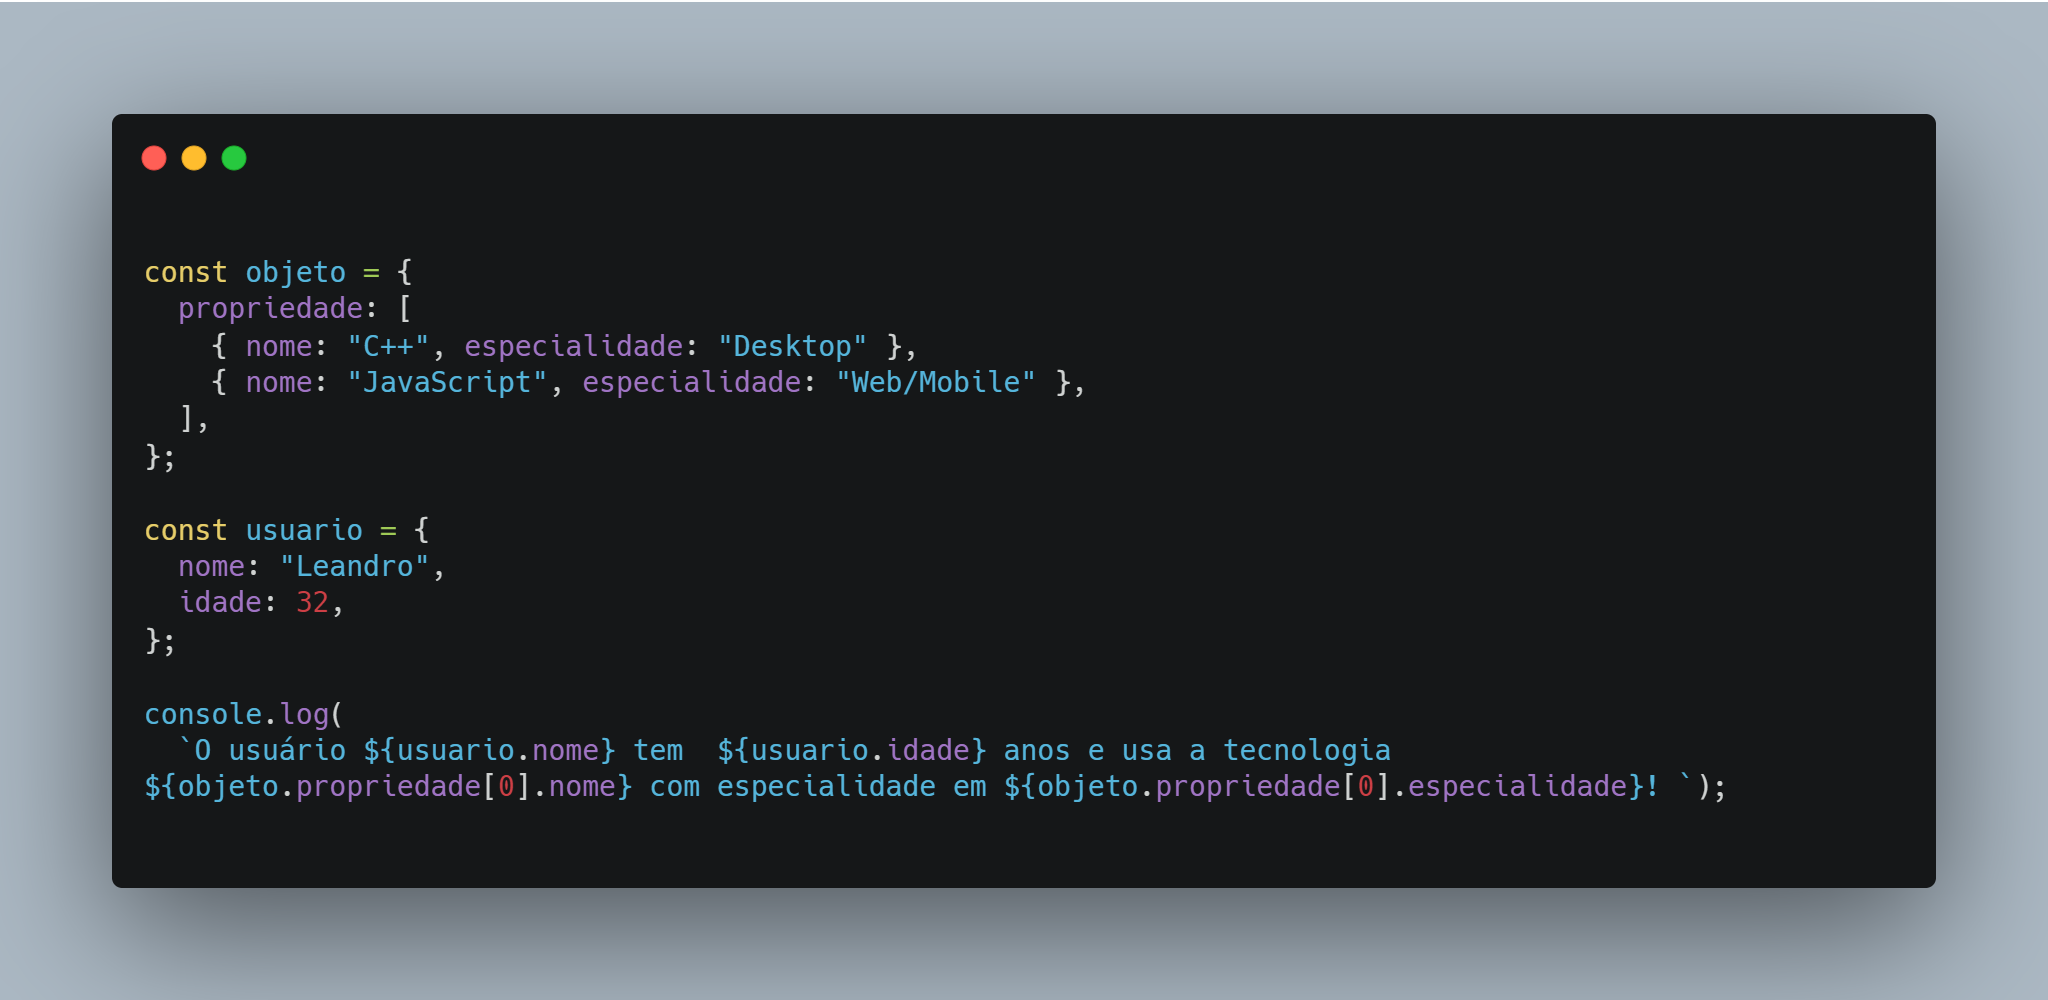 const objeto = {
  propriedade: [
    { nome: "C++", especialidade: "Desktop" },
    { nome: "JavaScript", especialidade: "Web/Mobile" },
  ],
};

const usuario = {
  nome: "Leandro",
  idade: 32,
};

console.log(
  `O usuário ${usuario.nome} tem  ${usuario.idade} anos e usa a tecnologia
${objeto.propriedade[0].nome} com especialidade em ${objeto.propriedade[0].especialidade}! `);